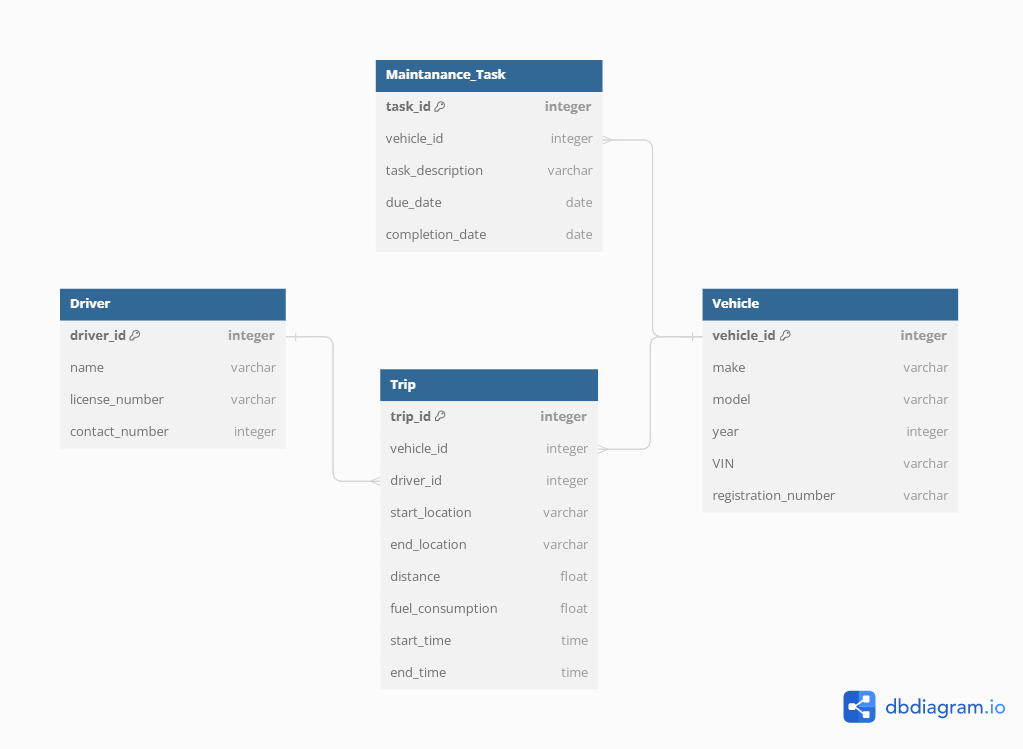 Maintanance_Task
task_id integer
vehicle_id integer
task_description varchar
due_date date
completion_date date
Driver
driver_id integer
name varchar
license_number varchar
contact_number integer
Trip
trip_id integer
vehicle_id integer
driver_id integer
start_location varchar
end_location varchar
distance float
fuel_consumption float
start_time time
end_time time
Vehicle
vehicle_id integer
make varchar
model varchar
year integer
VIN varchar
registration_number varchar
dbdiagram.io